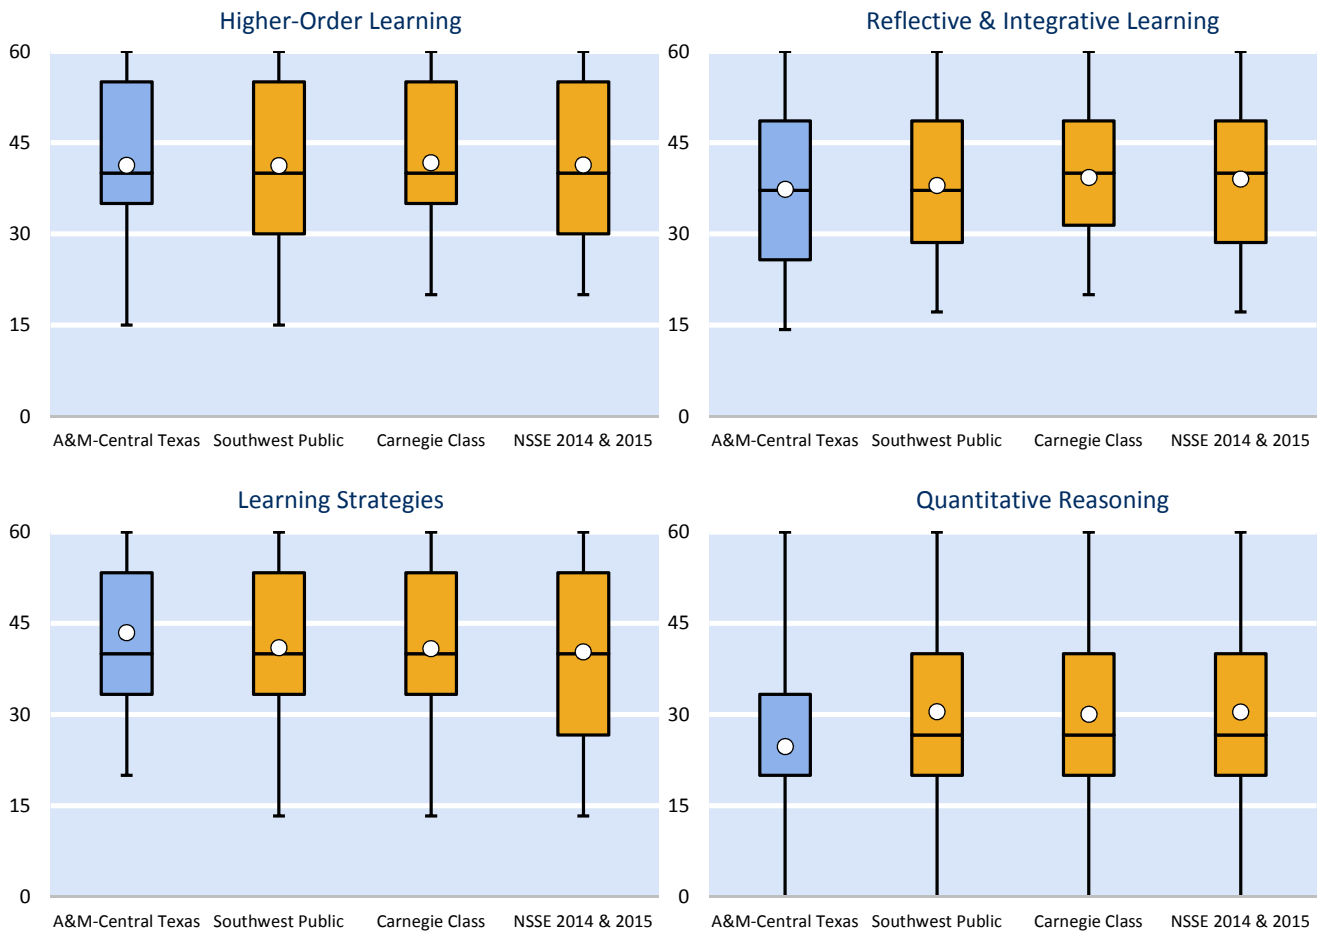 Higher-Order Learning
60
45
30
15
0
A&M-Central Texas Southwest Public Carnegie Class NSSE 2014 & 2015
Reflective & Integrative Learning
60
45
30
15
0
A&M-Central Texas Southwest Public Carnegie Class NSSE 2014 & 2015
Learning Strategies
60
45
30
15
0
A&M-Central Texas Southwest Public Carnegie Class NSSE 2014 & 2015
Quantitative Reasoning
60
45
30
15
0
A&M-Central Texas Southwest Public Carnegie Class NSSE 2014 & 2015